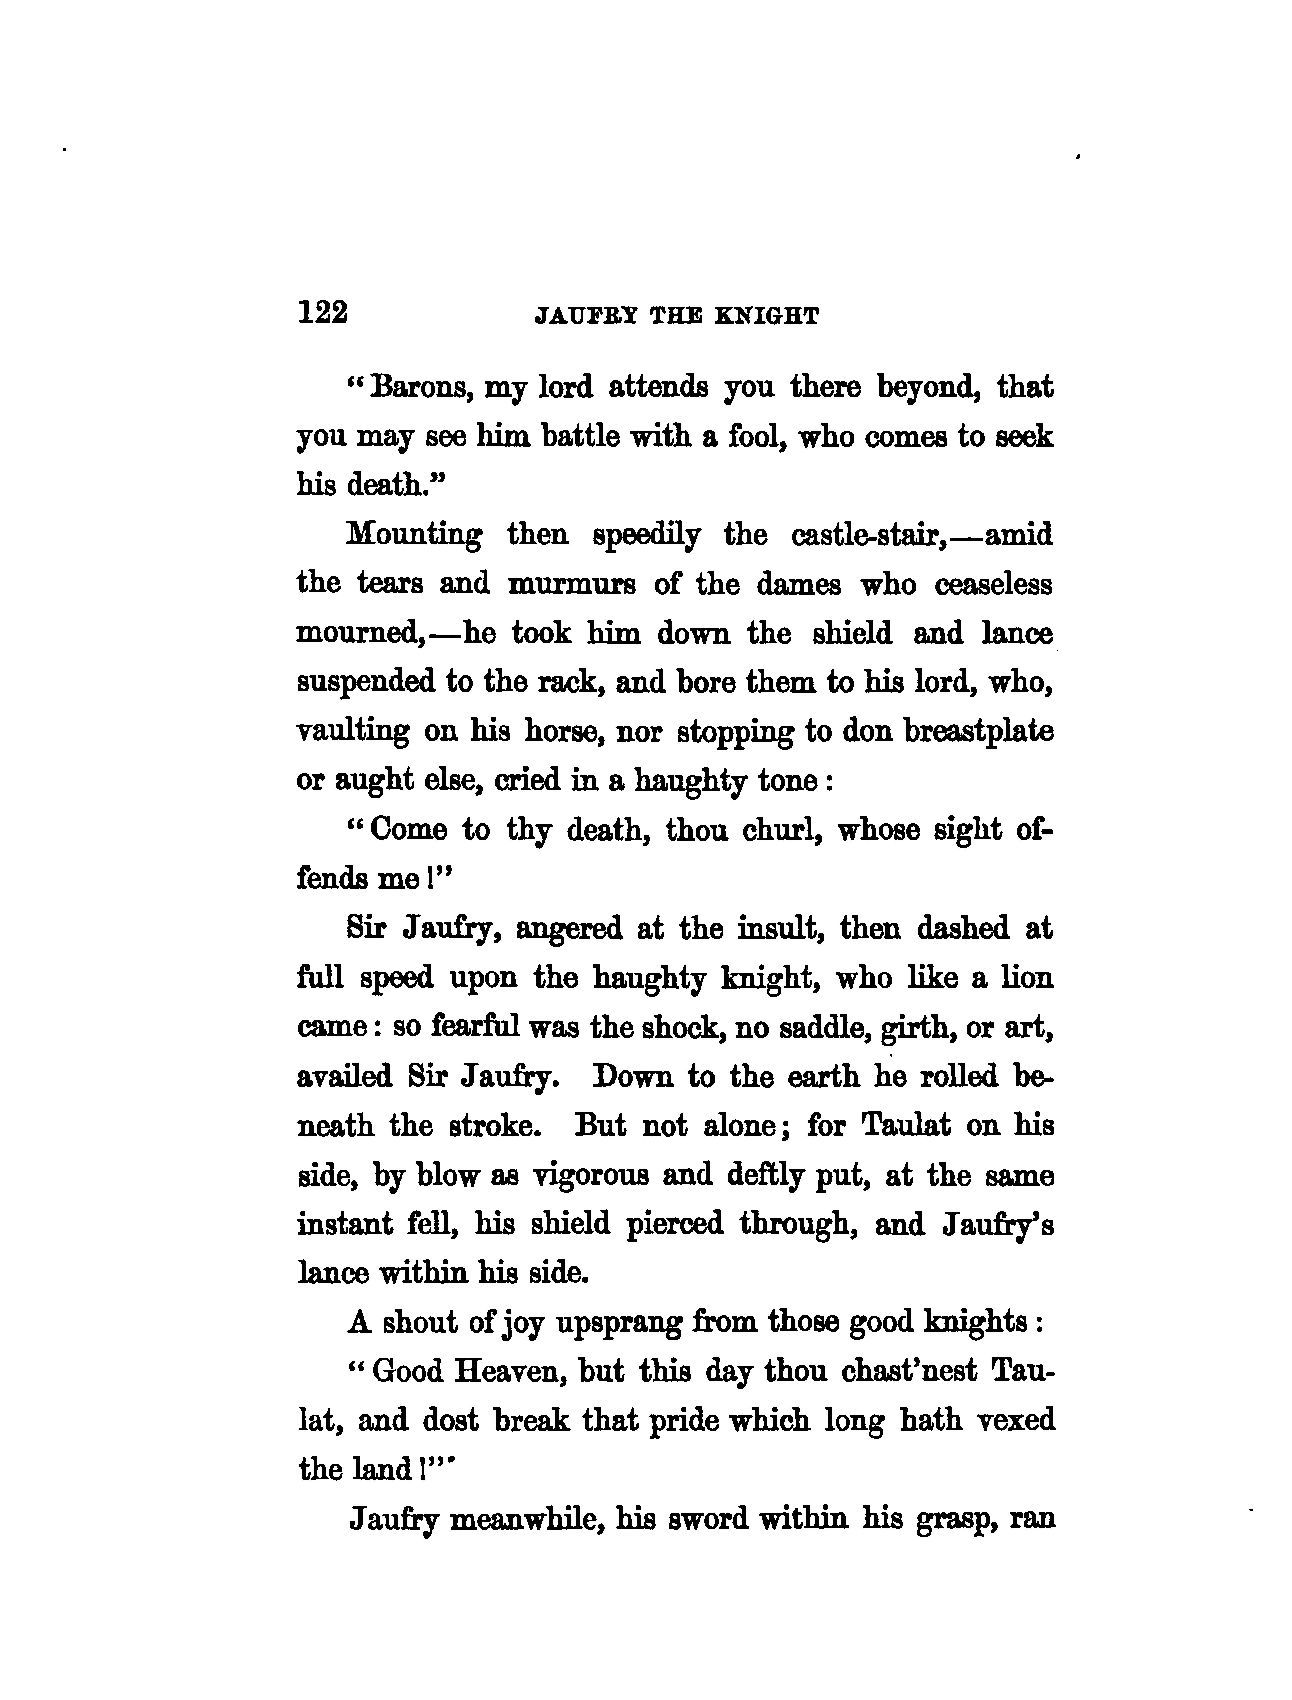 122 JAUFRY THE KNIGHT
“Barons, my lord attends you there beyond, that
you may see him battle with a fool, who comes to seek
his death.”
Mounting then speedily the castle-stair,—amid
the tears and murmurs of the dames who ceaseless
mourned,—he took him down the shield and lance
suspended to the rack, and bore them to his lord, who,
vaulting on his horse, nor stopping to don breastplate
or aught else, cried in a haughty tone:
“Come to thy death, thou churl, whose sight of-
fends me!”
Sir Jaufry, angered at the insult, then dashed at
full speed upon the haughty knight, who like a lion
came: so fearful was the shock, no saddle, girth, or art,
availed Sir Jaufry. Down to the earth he rolled be-
neath the stroke. But not alone; for Taulat on his
side, by blow as vigorous and deftly put, at the same
instant fell, his shield pierced through, and Jaufry’s
lance within his side.
A shout of joy upsprang from those good knights:
“Good Heaven, but this day thou chast’nest Tau-
lat, and dost break that pride which long hath vexed
the land!”
Jaufry meanwhile, his sword within his grasp, ran